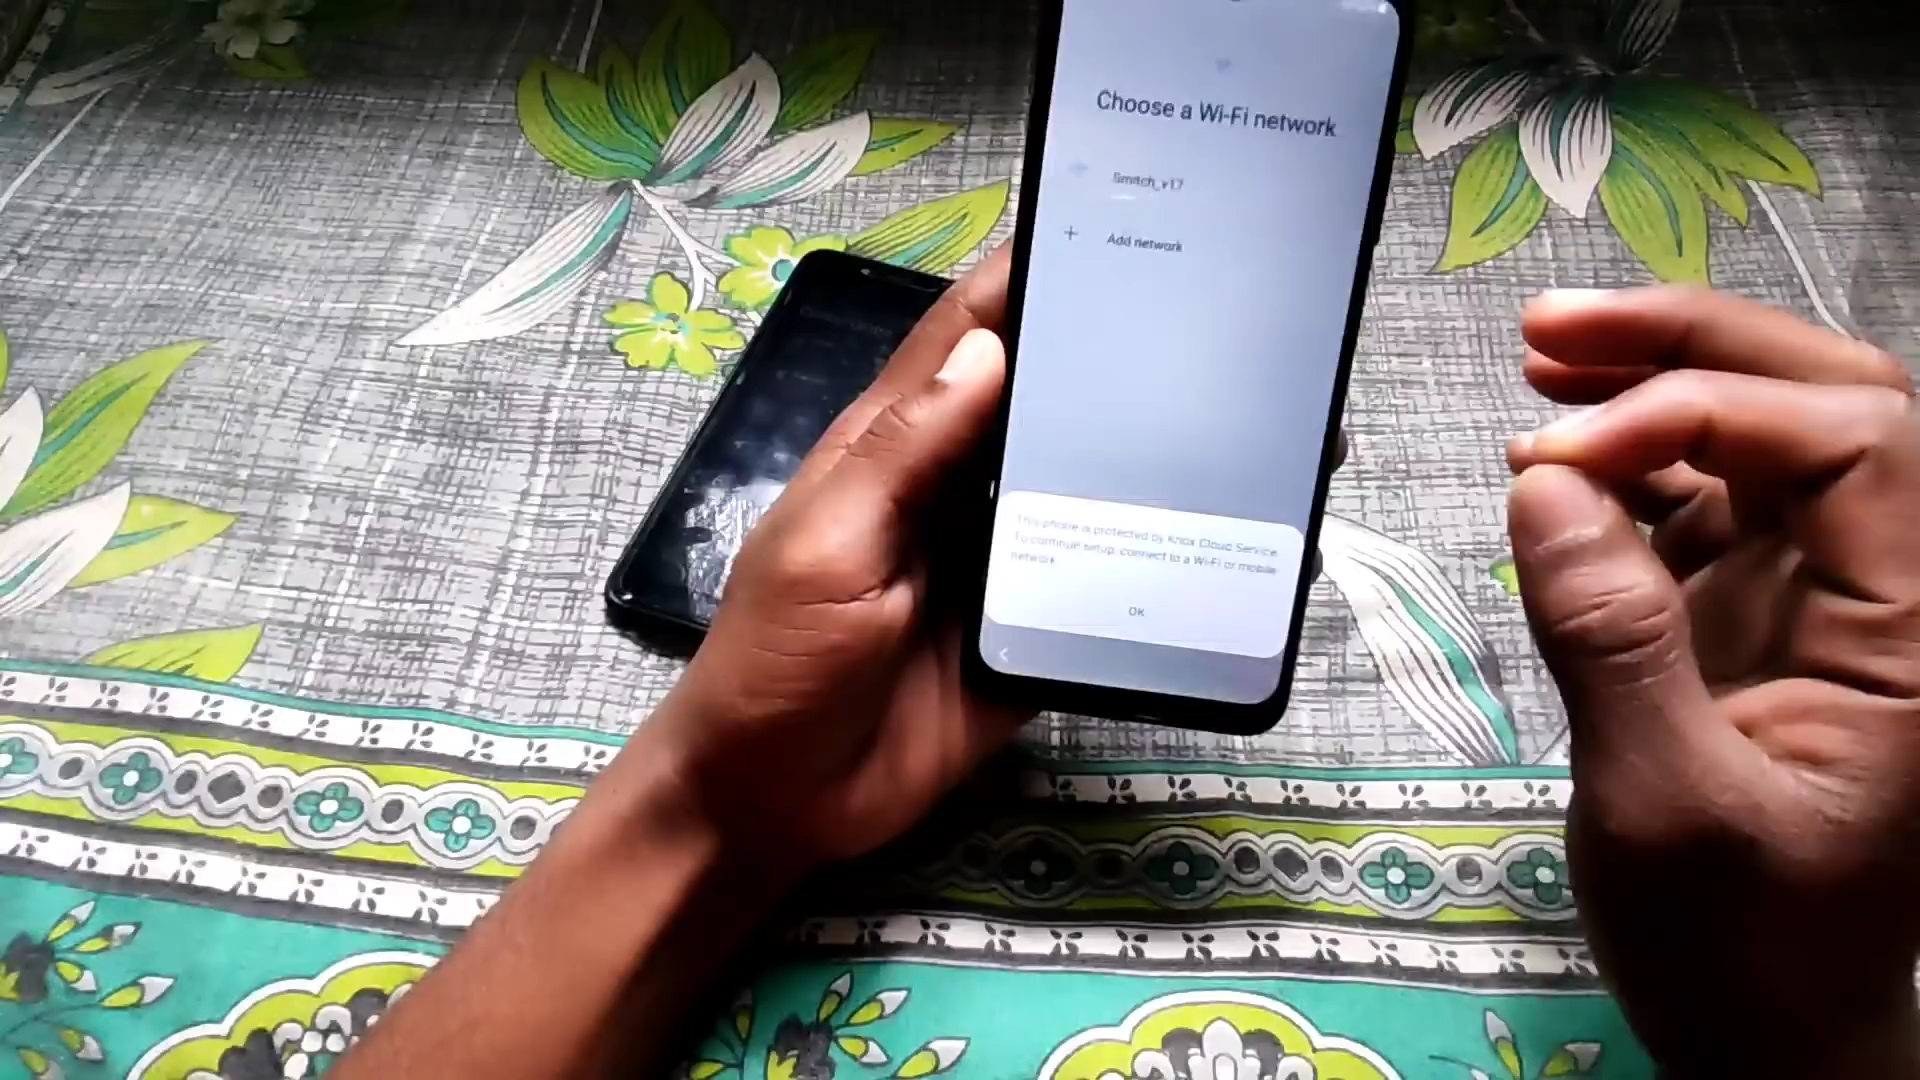 Choose a Wi-Fi network
Smitch_v17
Add network
This phone is protected by Knox Cloud Service.
To continue setup, connect to a Wi-Fi or mobile
network.
OK